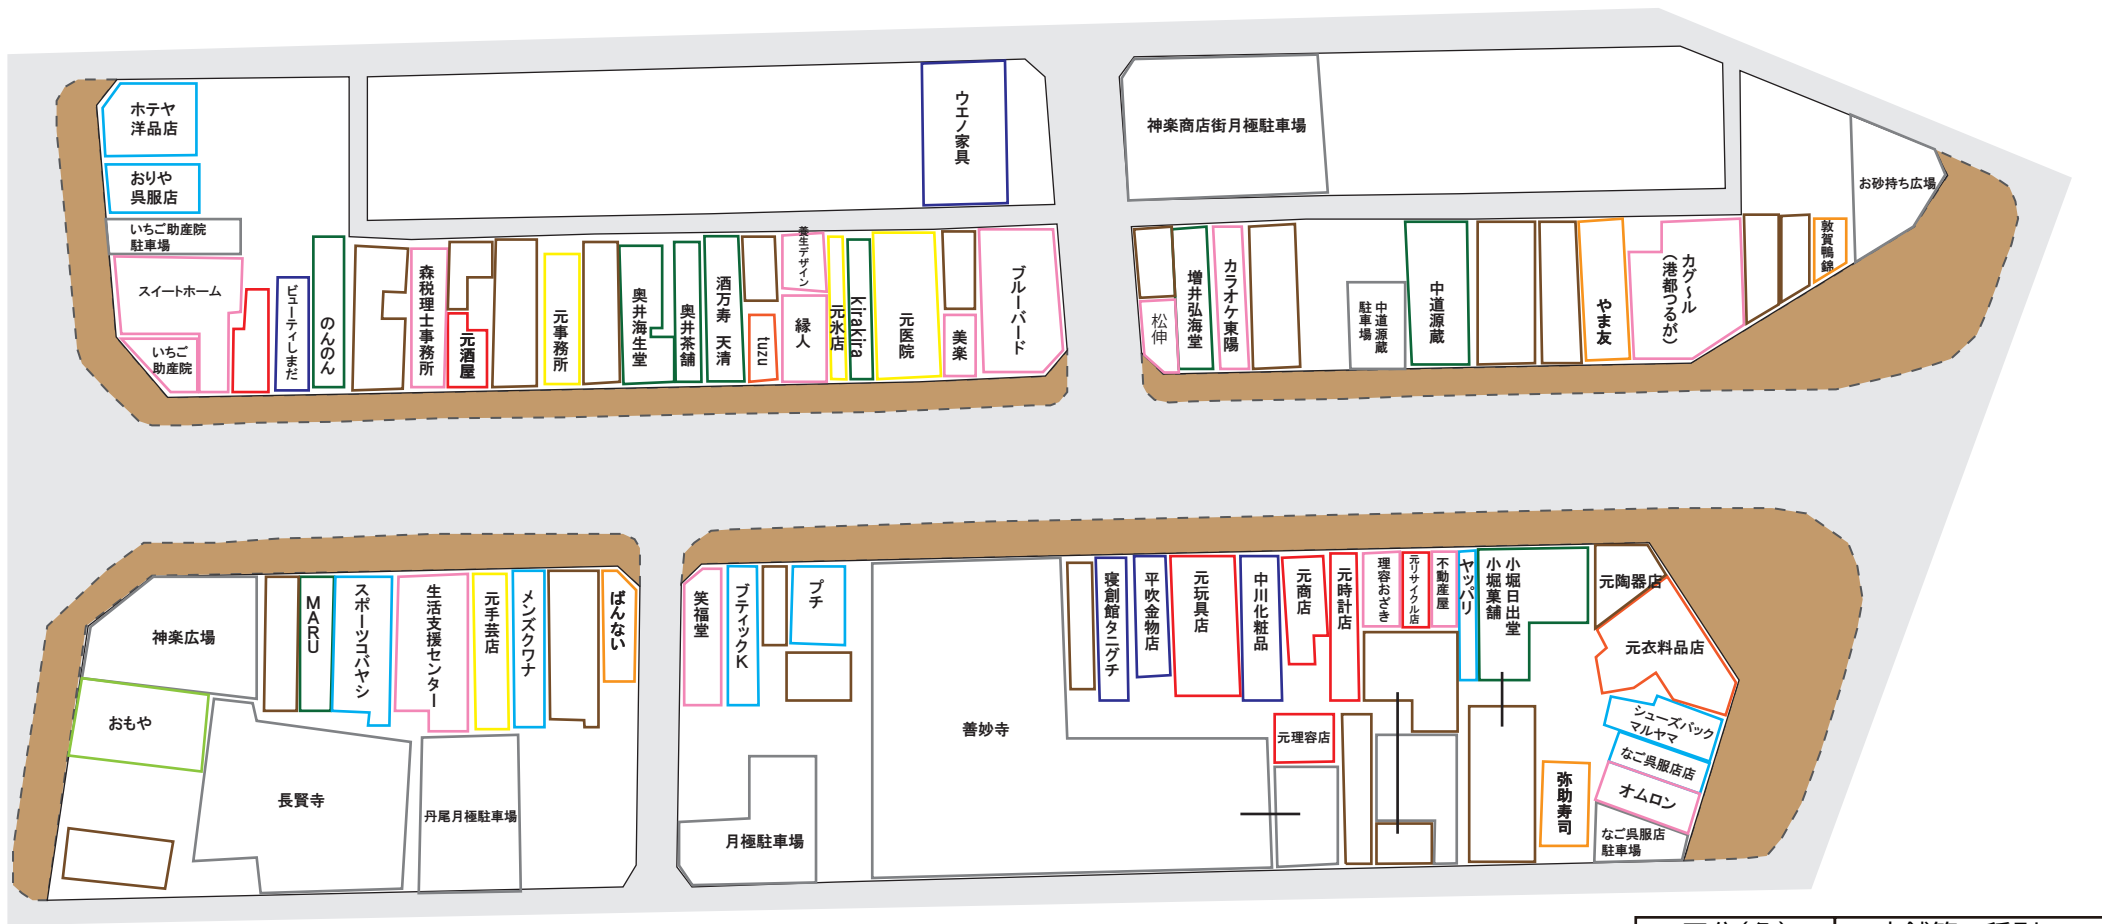 ホテヤ
洋品店
おりや
呉服店
いちご助産院
駐車場
スイートホーム
いちご
助産院
ビューティしまだ
のんのん
森税理士事務所
元酒屋
元事務所
奥井海生堂
奥井茶舗
酒万寿 天清
tuzu
養生デザイン
縁人
元氷店
kirakira
元医院
美楽
ブルーバード
ウエノ家具
神楽商店街月極駐車場
お砂持ち広場
松伸
増井弘海堂
カラオケ東陽
中道源蔵
駐車場
中道源蔵
やま友
カグ~ル
(港都つるが)
敦賀鴨錦
神楽広場
MARU
スポーツコバヤシ
生活支援センター
元手芸店
メンズクワナ
ばんない
おもや
長賢寺
丹尾月極駐車場
笑福堂
ブティックK
プチ
月極駐車場
善妙寺
寝創館タニグチ
平吹金物店
元玩具店
中川化粧品
元商店
元時計店
理容おざき
元リサイクル店
不動産屋
ヤッパリ
小堀日出堂
小堀菓舗
元陶器店
元衣料品店
シューズパック
マルヤマ
なご呉服店店
オムロン
なご呉服店
駐車場
元理容店
弥助寿司